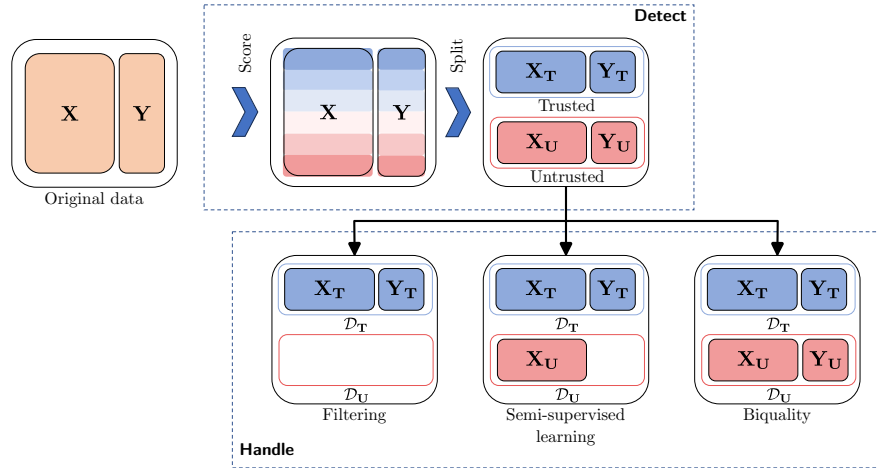 Detect
Score
Split
X
Y
Original data
X
Y
X_T
Y_T
Trusted
X_U
Y_U
Untrusted
X_T
Y_T
D_T
D_U
Filtering
X_T
Y_T
D_T
X_U
D_U
Semi-supervised
learning
X_T
Y_T
D_T
X_U
Y_U
D_U
Biquality
Handle